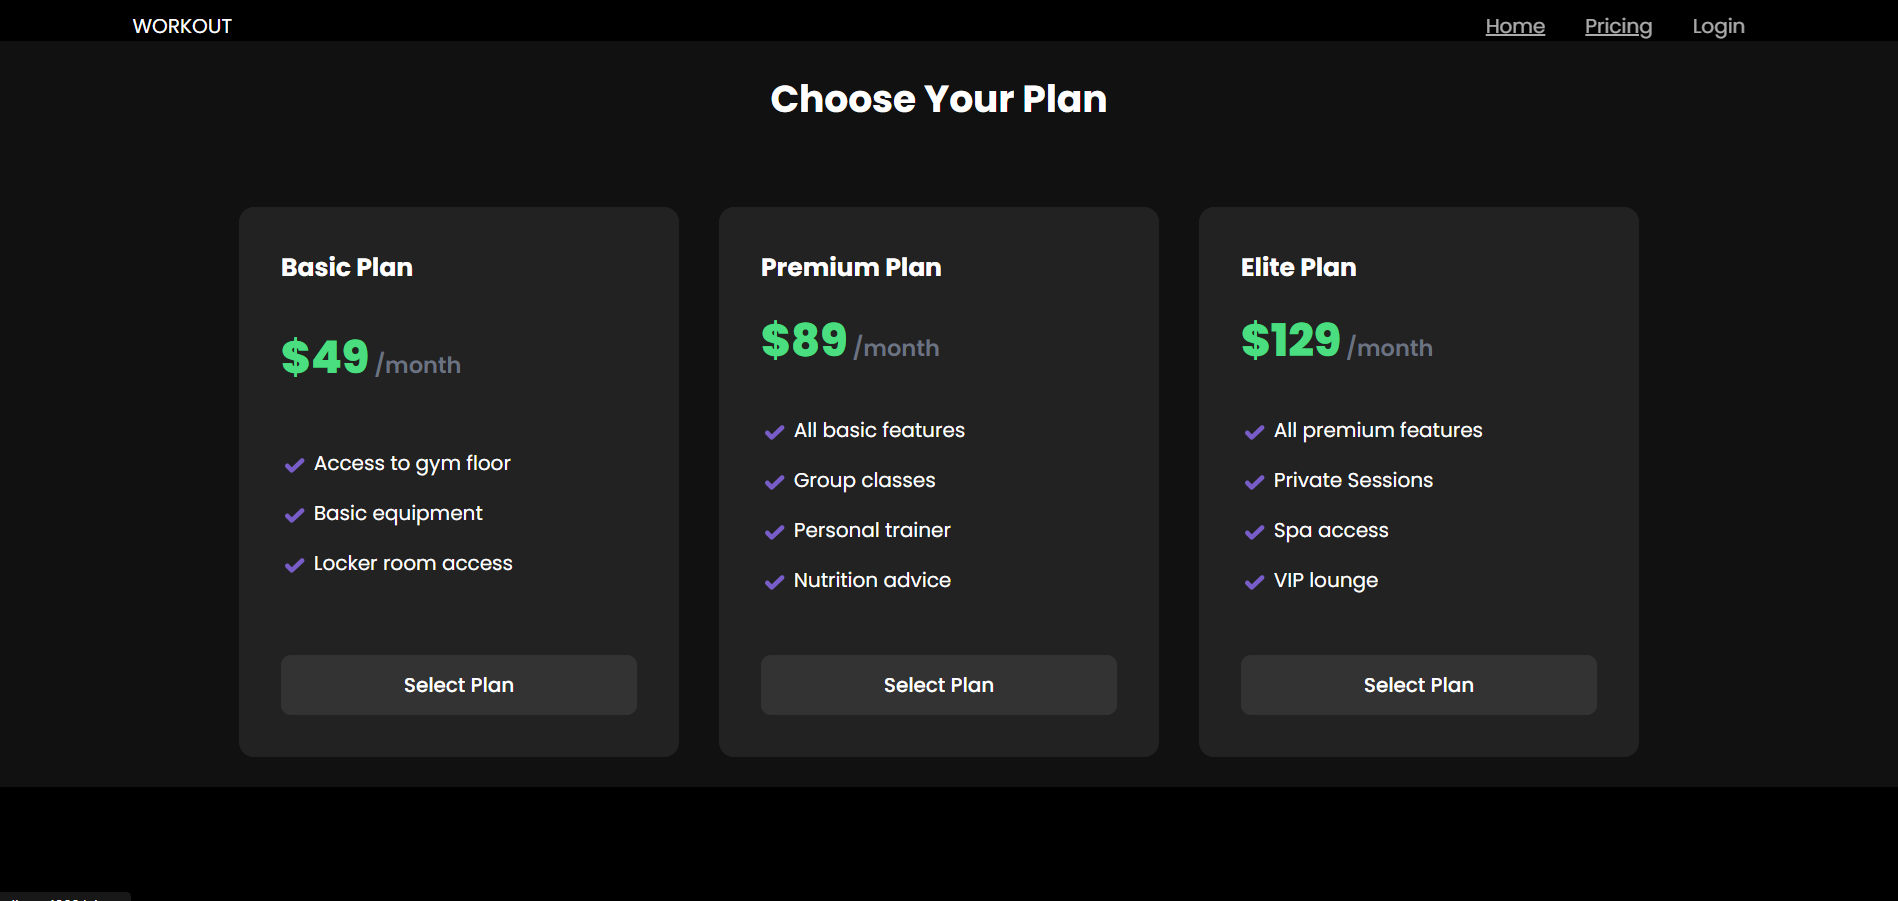 WORKOUT
Home Pricing Login
Choose Your Plan
Basic Plan
$49 /month
Access to gym floor
Basic equipment
Locker room access
Select Plan
Premium Plan
$89 /month
All basic features
Group classes
Personal trainer
Nutrition advice
Select Plan
Elite Plan
$129 /month
All premium features
Private Sessions
Spa access
VIP lounge
Select Plan